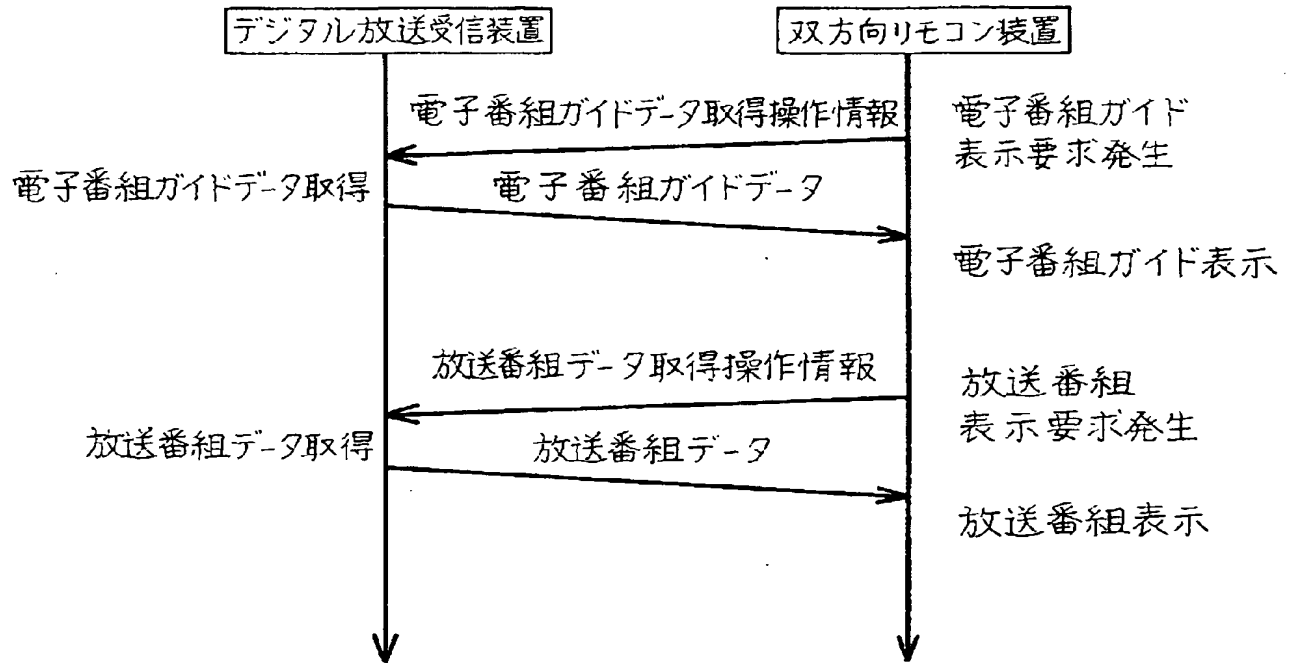 デジタル放送受信装置
双方向リモコン装置
電子番組ガイドデータ取得操作情報
電子番組ガイド
表示要求発生
電子番組ガイドデータ取得
電子番組ガイドデータ
電子番組ガイド表示
放送番組データ取得操作情報
放送番組
表示要求発生
放送番組データ取得
放送番組データ
放送番組表示